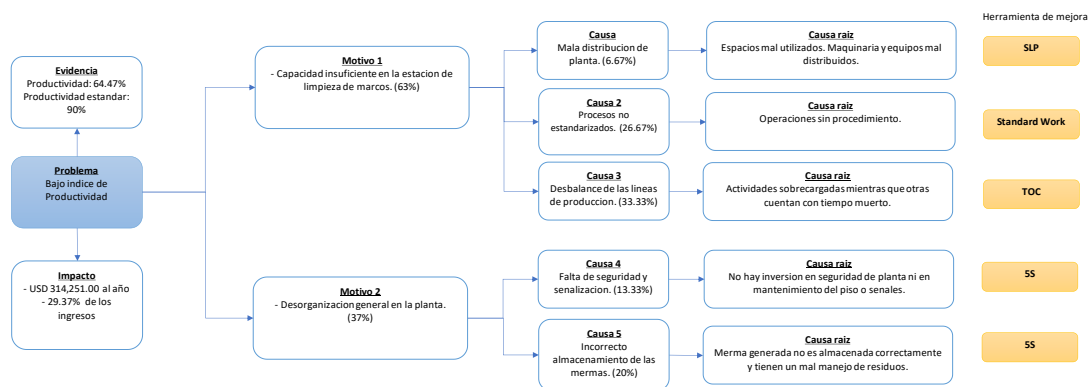 Herramienta de mejora
Evidencia
Productividad: 64.47%
Productividad estandar:
90%
Problema
Bajo indice de
Productividad
Impacto
- USD 314,251.00 al año
- 29.37% de los
ingresos
Motivo 1
- Capacidad insuficiente en la estacion de
limpieza de marcos. (63%)
Causa
Mala distribucion de
planta. (6.67%)
Causa raiz
Espacios mal utilizados. Maquinaria y equipos mal
distribuidos.
SLP
Causa 2
Procesos no
estandarizados. (26.67%)
Causa raiz
Operaciones sin procedimiento.
Standard Work
Causa 3
Desbalance de las lineas
de produccion. (33.33%)
Causa raiz
Actividades sobrecargadas mientras que otras
cuentan con tiempo muerto.
TOC
Motivo 2
- Desorganizacion general en la planta.
(37%)
Causa 4
Falta de seguridad y
senalizacion. (13.33%)
Causa raiz
No hay inversion en seguridad de planta ni en
mantenimiento del piso o senales.
5S
Causa 5
Incorrecto
almacenamiento de las
mermas. (20%)
Causa raiz
Merma generada no es almacenada correctamente
y tienen un mal manejo de residuos.
5S